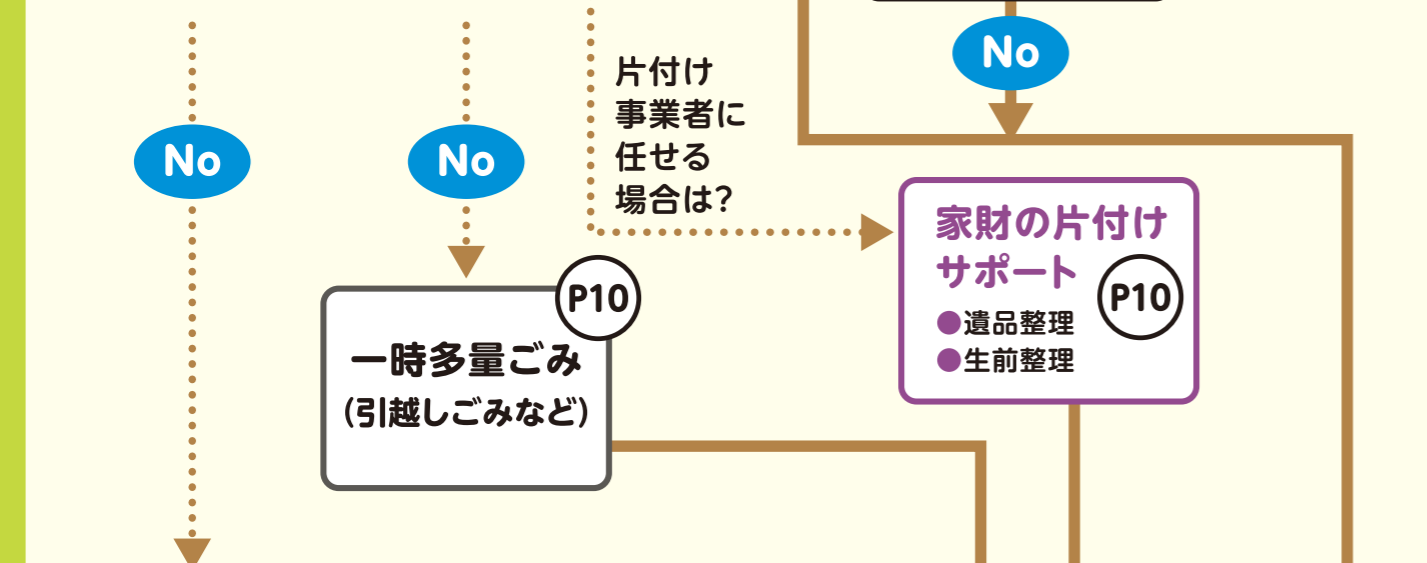 No
片付け
事業者に
任せる
場合は?
No
No
家財の片付け
サポート
P10
●遺品整理
●生前整理
P10
一時多量ごみ
(引越しごみなど)